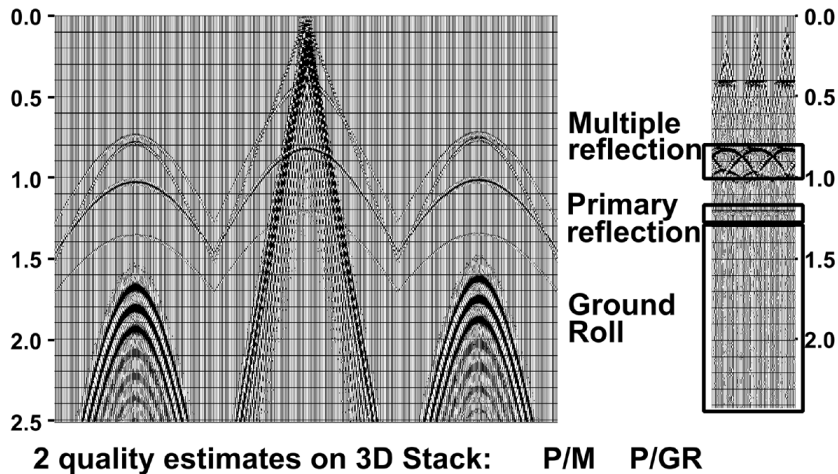 0.0
0.5
1.0
1.5
2.0
2.5
Multiple
reflection
Primary
reflection
Ground
Roll
0.0
0.5
1.0
1.5
2.0
2 quality estimates on 3D Stack: P/M P/GR